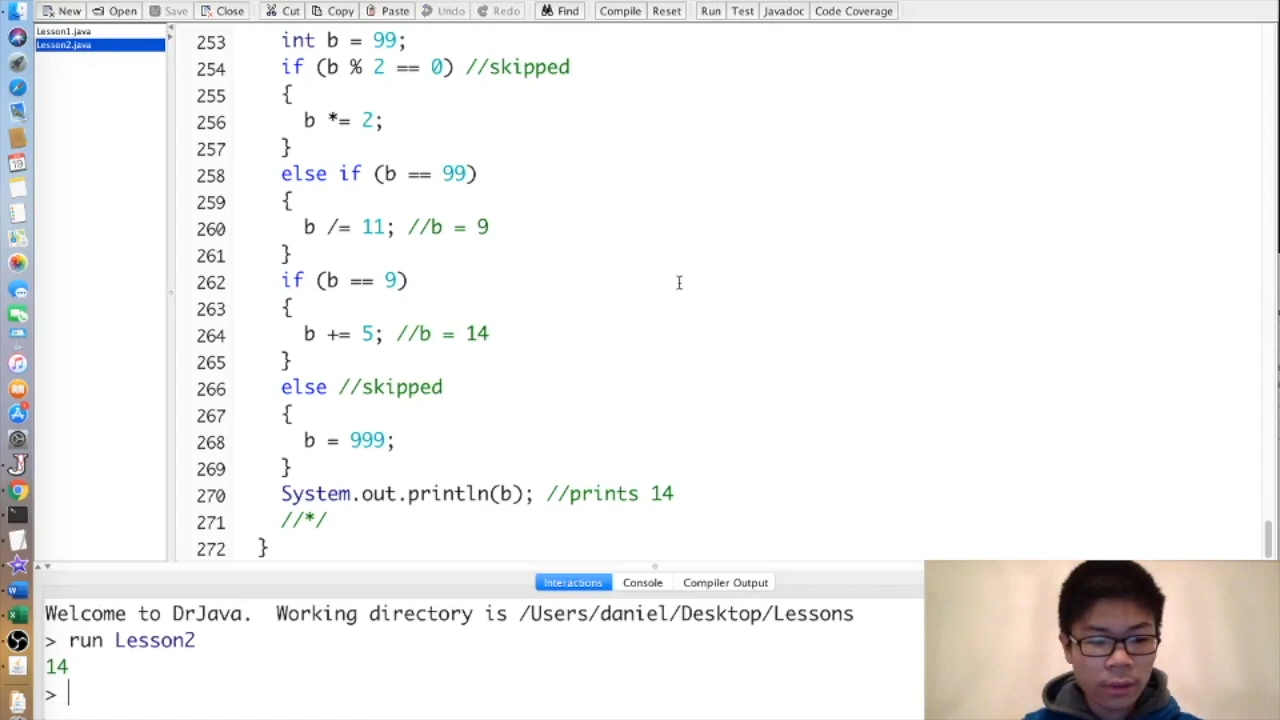 New Open Save Close Cut Copy Paste Undo Redo Find Compile Reset Run Test Javadoc Code Coverage
Lesson1.java
Lesson2.java
253 int b = 99;
254 if (b % 2 == 0) //skipped
255 {
256 b *= 2;
257 }
258 else if (b == 99)
259 {
260 b /= 11; //b = 9
261 }
262 if (b == 9)
263 {
264 b += 5; //b = 14
265 }
266 else //skipped
267 {
268 b = 999;
269 }
270 System.out.println(b); //prints 14
271 //*/
272 }
Interactions Console Compiler Output
Welcome to DrJava. Working directory is /Users/daniel/Desktop/Lessons
> run Lesson2
14
>